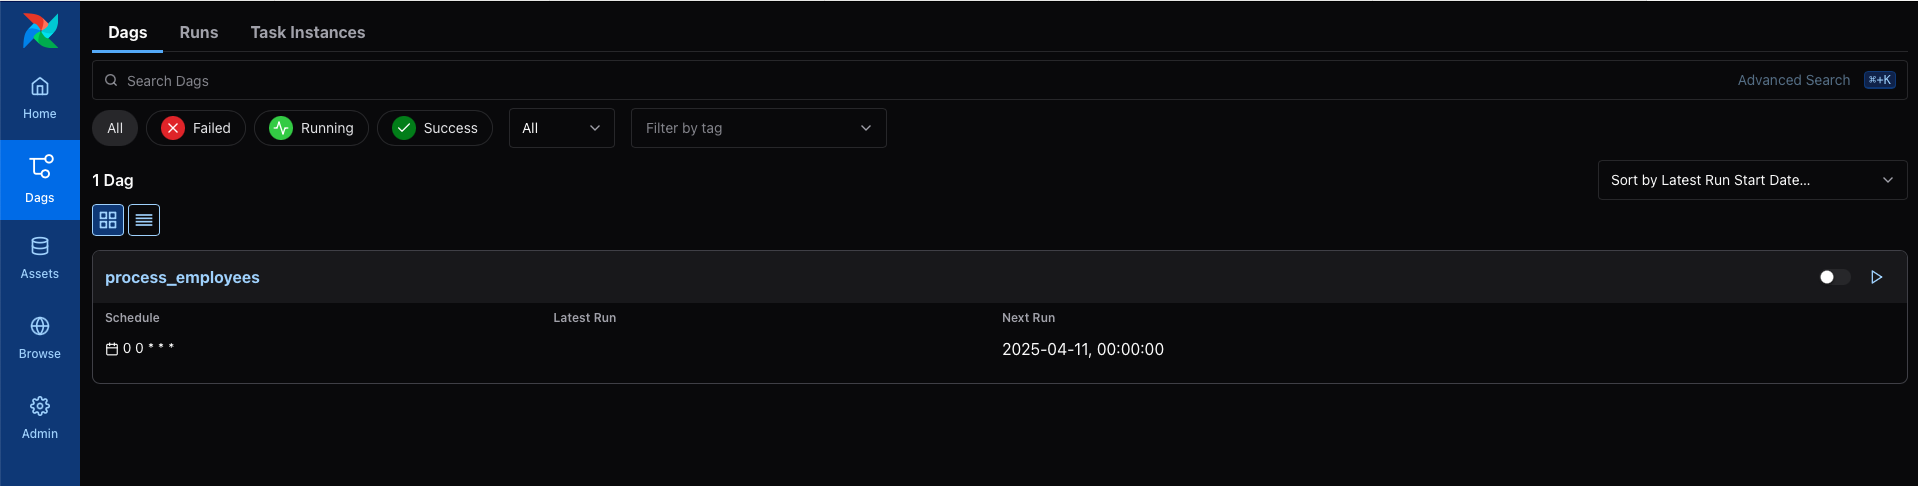 Dags Runs Task Instances
Search Dags Advanced Search ⌘+K
Home
All Failed Running Success All Filter by tag
Dags
1 Dag Sort by Latest Run Start Date...
Assets
process_employees
Schedule Latest Run Next Run
Browse
0 0 * * * 2025-04-11, 00:00:00
Admin